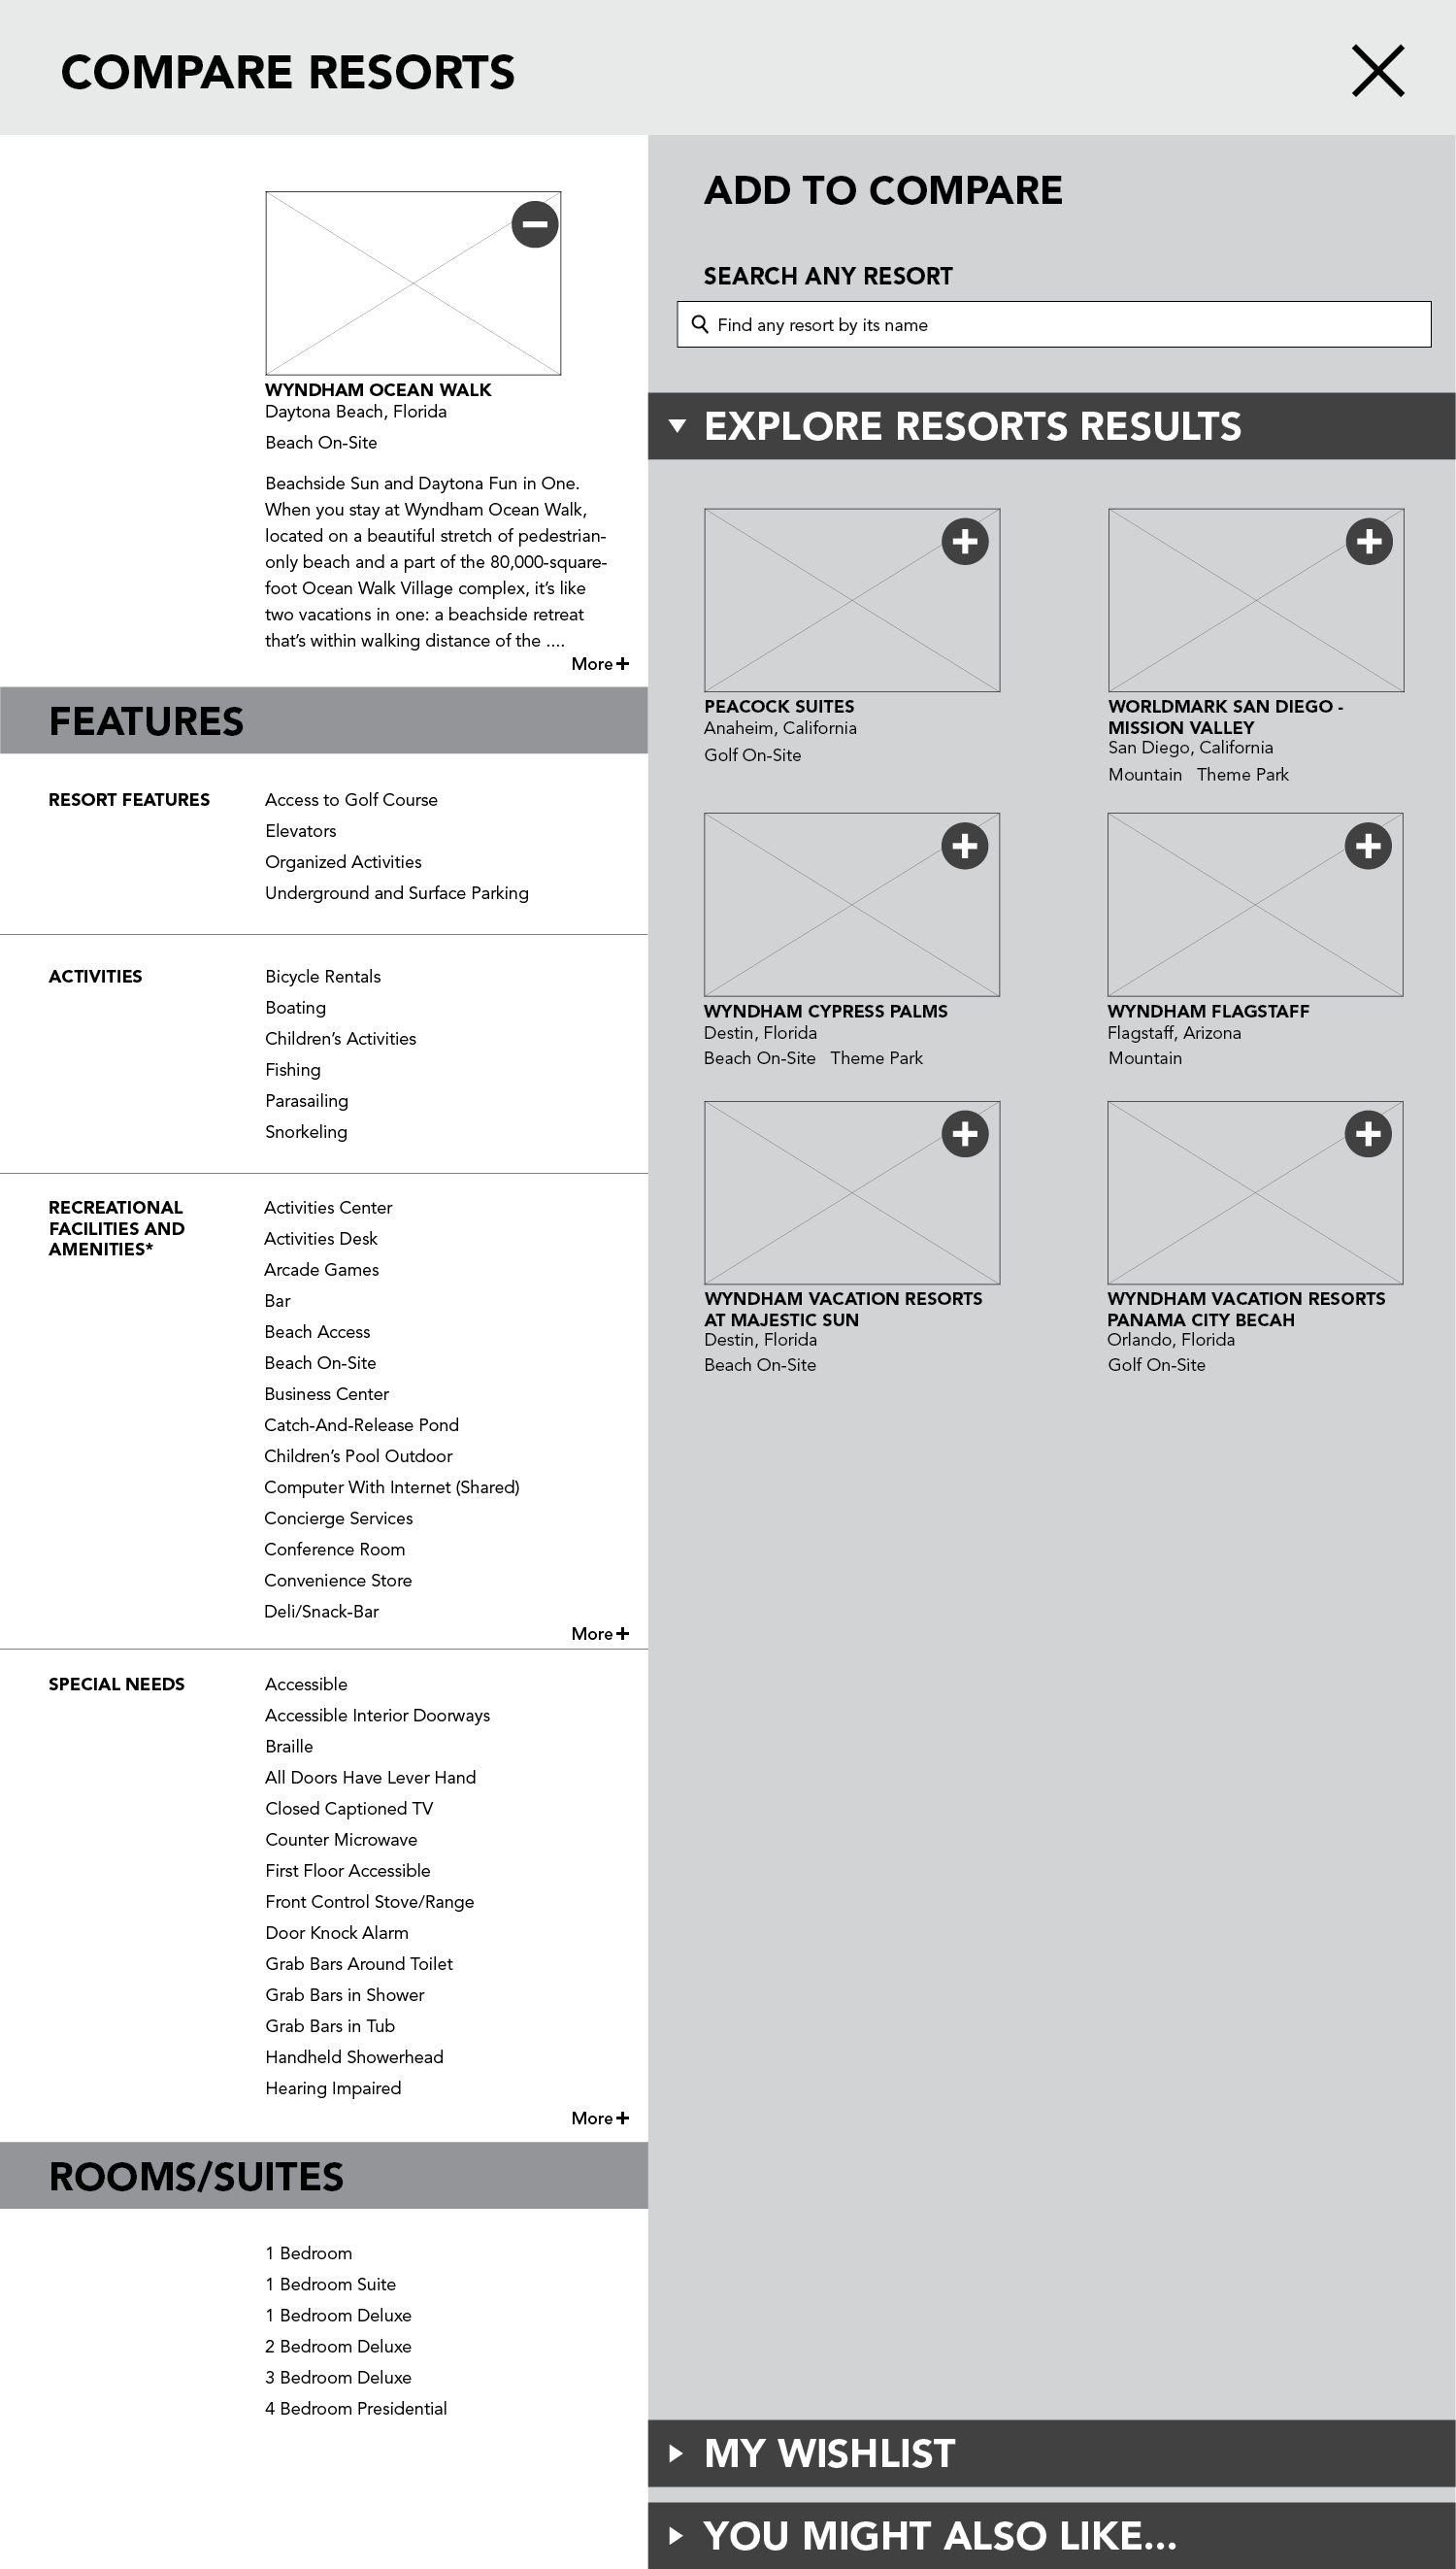 COMPARE RESORTS
WYNDHAM OCEAN WALK
Daytona Beach, Florida
Beach On-Site
Beachside Sun and Daytona Fun in One.
When you stay at Wyndham Ocean Walk,
located on a beautiful stretch of pedestrian-
only beach and a part of the 80,000-square-
foot Ocean Walk Village complex, it’s like
two vacations in one: a beachside retreat
that’s within walking distance of the ....
More
FEATURES
RESORT FEATURES
Access to Golf Course
Elevators
Organized Activities
Underground and Surface Parking
ACTIVITIES
Bicycle Rentals
Boating
Children’s Activities
Fishing
Parasailing
Snorkeling
RECREATIONAL
FACILITIES AND
AMENITIES*
Activities Center
Activities Desk
Arcade Games
Bar
Beach Access
Beach On-Site
Business Center
Catch-And-Release Pond
Children’s Pool Outdoor
Computer With Internet (Shared)
Concierge Services
Conference Room
Convenience Store
Deli/Snack-Bar
More
SPECIAL NEEDS
Accessible
Accessible Interior Doorways
Braille
All Doors Have Lever Hand
Closed Captioned TV
Counter Microwave
First Floor Accessible
Front Control Stove/Range
Door Knock Alarm
Grab Bars Around Toilet
Grab Bars in Shower
Grab Bars in Tub
Handheld Showerhead
Hearing Impaired
More
ROOMS/SUITES
1 Bedroom
1 Bedroom Suite
1 Bedroom Deluxe
2 Bedroom Deluxe
3 Bedroom Deluxe
4 Bedroom Presidential
ADD TO COMPARE
SEARCH ANY RESORT
Find any resort by its name
EXPLORE RESORTS RESULTS
PEACOCK SUITES
Anaheim, California
Golf On-Site
WORLDMARK SAN DIEGO -
MISSION VALLEY
San Diego, California
Mountain Theme Park
WYNDHAM CYPRESS PALMS
Destin, Florida
Beach On-Site Theme Park
WYNDHAM FLAGSTAFF
Flagstaff, Arizona
Mountain
WYNDHAM VACATION RESORTS
AT MAJESTIC SUN
Destin, Florida
Beach On-Site
WYNDHAM VACATION RESORTS
PANAMA CITY BECAH
Orlando, Florida
Golf On-Site
MY WISHLIST
YOU MIGHT ALSO LIKE...